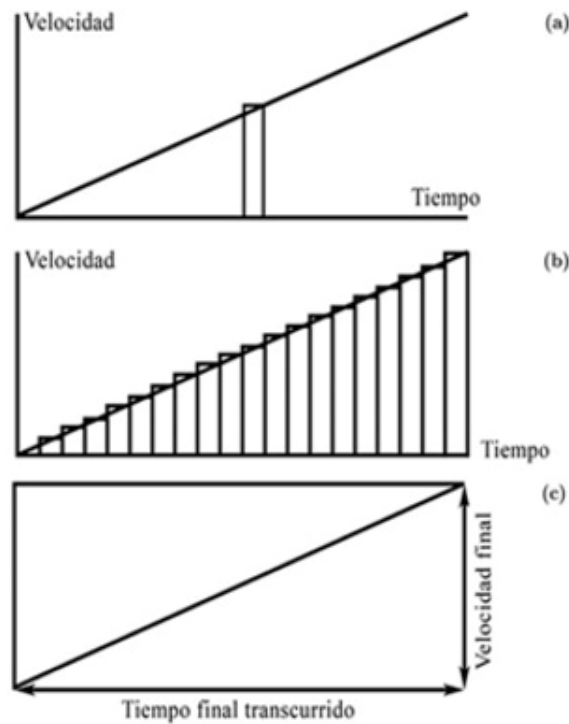 Velocidad
(a)
Tiempo
Velocidad
(b)
Tiempo
(c)
Velocidad final
Tiempo final transcurrido